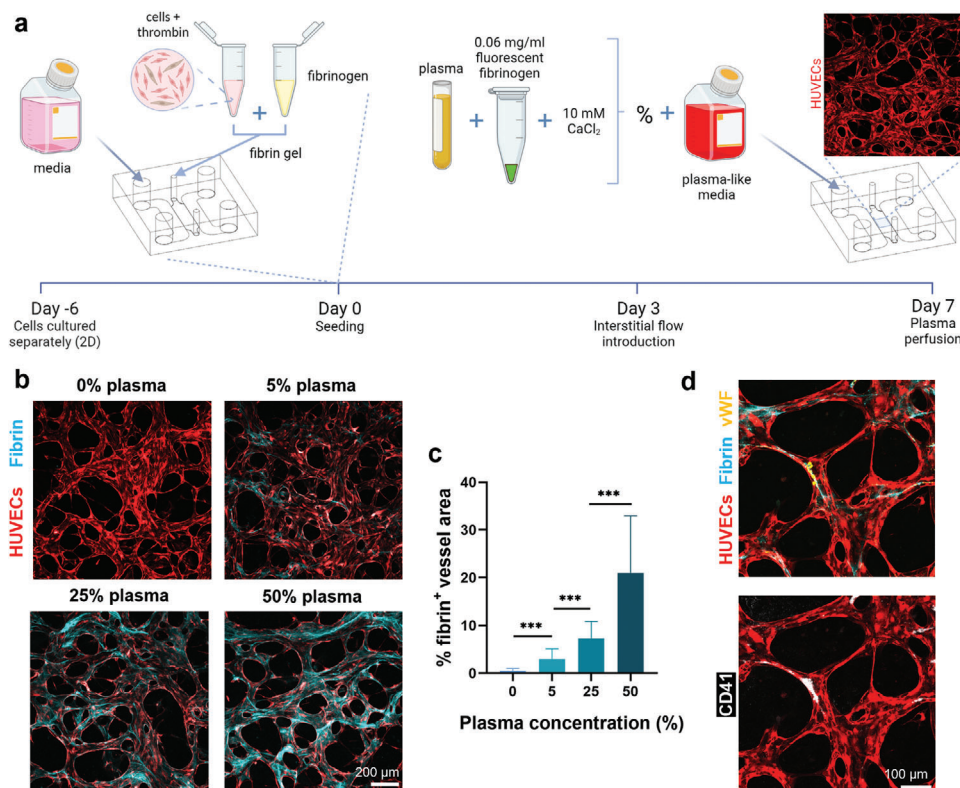 a
cells +
thrombin
fibrinogen
fibrin gel
media
plasma
0.06 mg/ml
fluorescent
fibrinogen
10 mM
CaCl₂
%
plasma-like
media
HUVECs
+
+
+
+
Day -6
Cells cultured
separately (2D)
Day 0
Seeding
Day 3
Interstitial flow
introduction
Day 7
Plasma
perfusion
b
0% plasma
5% plasma
HUVECs Fibrin
25% plasma
50% plasma
200 µm
c
% fibrin⁺ vessel area
40
30
20
10
0
***
***
***
0
5
25
50
Plasma concentration (%)
d
HUVECs Fibrin vWF
CD41
100 µm